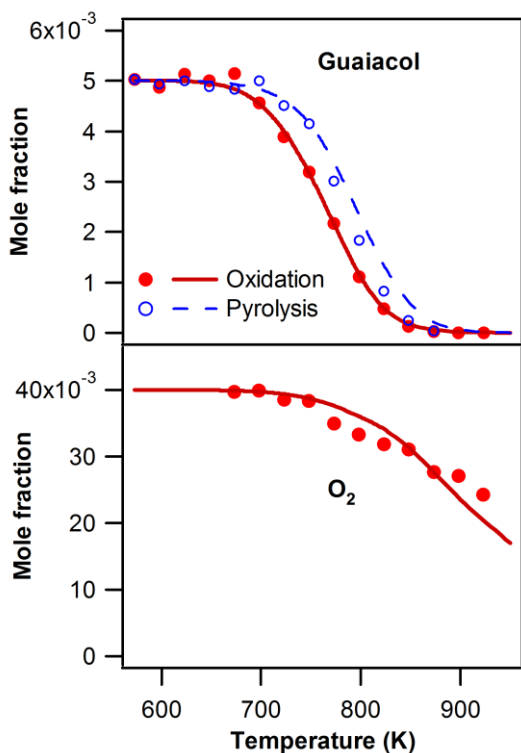 6x10⁻³
Guaiacol
5
4
3
2
1
0
Mole fraction
Oxidation
Pyrolysis
40x10⁻³
30
20
10
0
Mole fraction
O₂
600 700 800 900
Temperature (K)